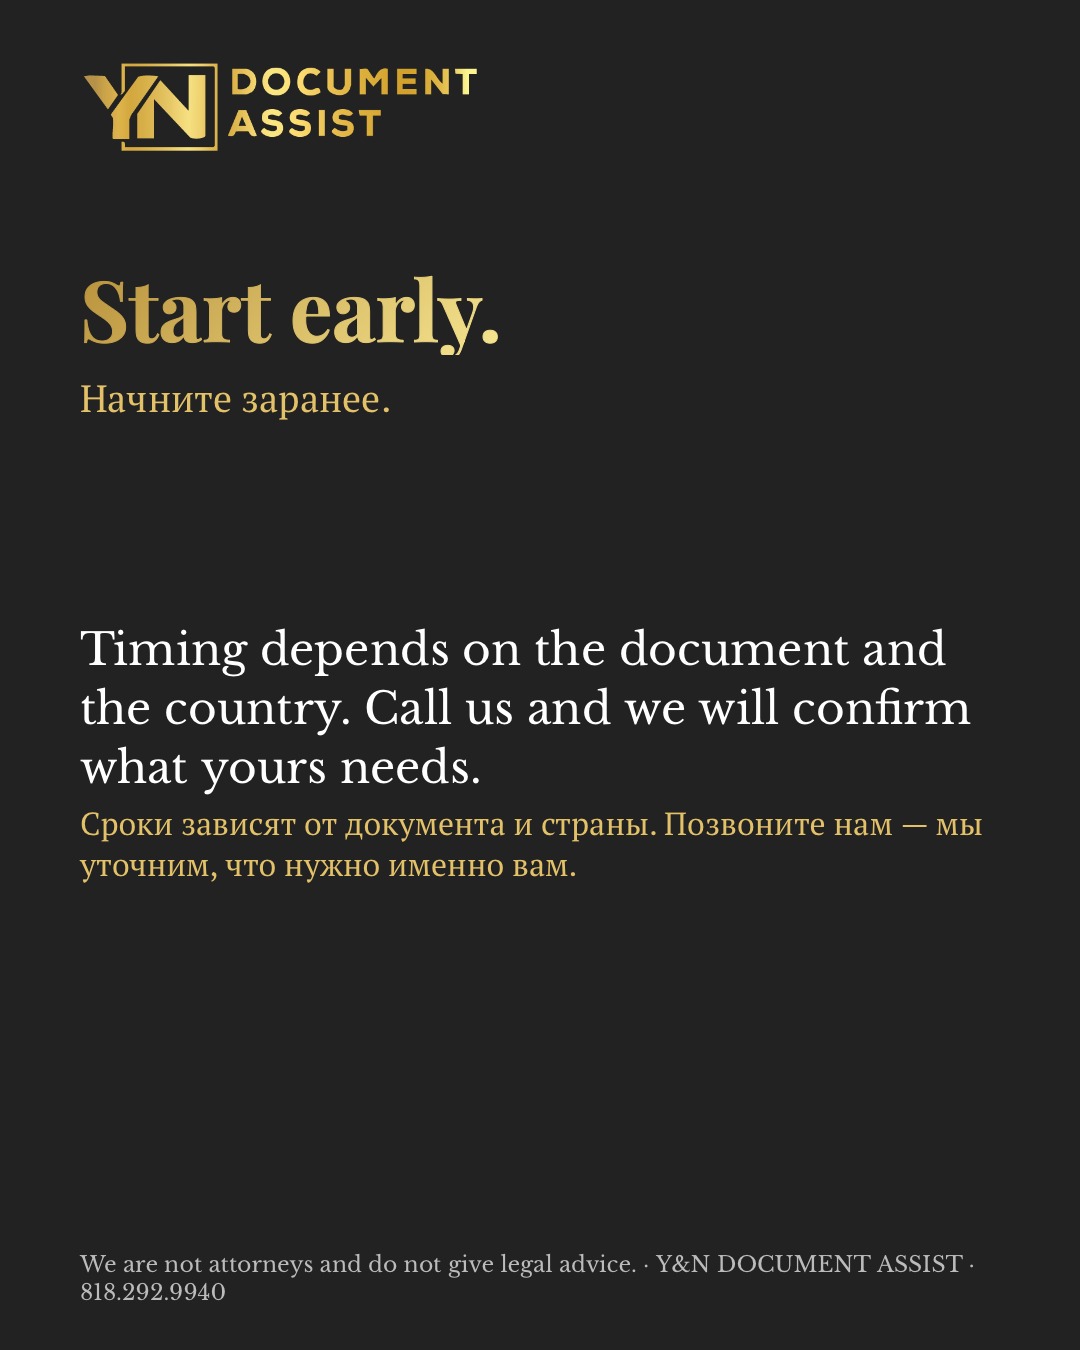 YN DOCUMENT
ASSIST
Start early.
Начните заранее.
Timing depends on the document and
the country. Call us and we will confirm
what yours needs.
Сроки зависят от документа и страны. Позвоните нам — мы
уточним, что нужно именно вам.
We are not attorneys and do not give legal advice. · Y&N DOCUMENT ASSIST ·
818.292.9940